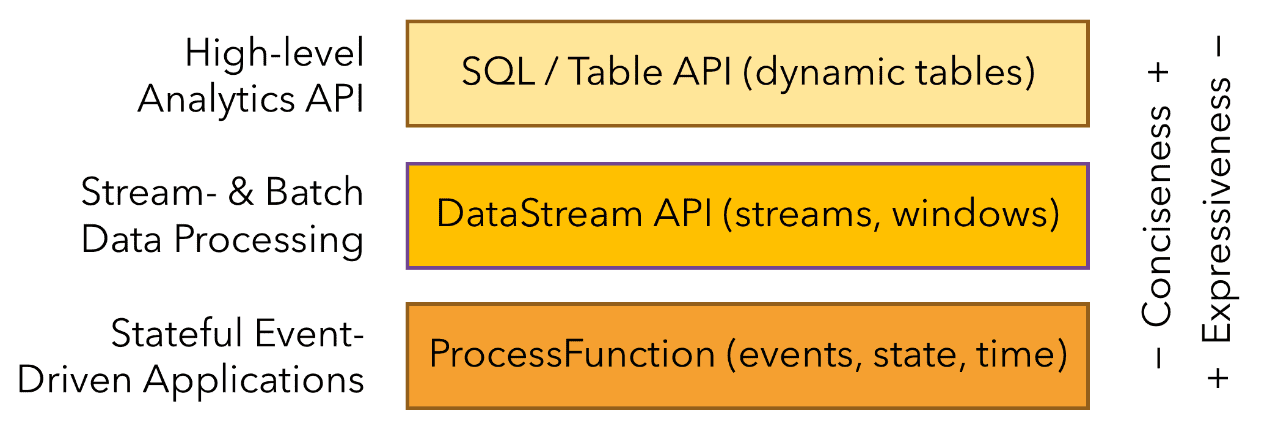 High-level
Analytics API
SQL / Table API (dynamic tables)
Stream- & Batch
Data Processing
DataStream API (streams, windows)
Stateful Event-
Driven Applications
ProcessFunction (events, state, time)
− Conciseness +
+ Expressiveness −